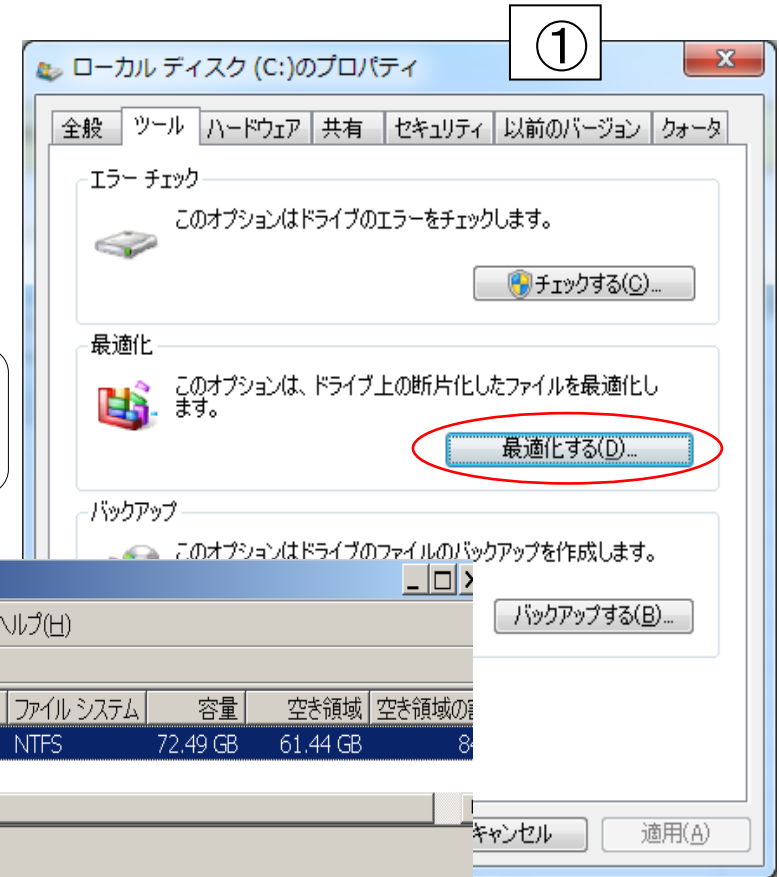 ①
ローカル ディスク (C:)のプロパティ
全般 ツール ハードウェア 共有 セキュリティ 以前のバージョン クォータ
エラー チェック
このオプションはドライブのエラーをチェックします。
チェックする(C)...
最適化
このオプションは、ドライブ上の断片化したファイルを最適化し
ます。
最適化する(D)...
バックアップ
このオプションはドライブのファイルのバックアップを作成します。
バックアップする(B)...
ヘルプ(H)
ファイル システム 容量 空き領域 空き領域の
NTFS 72.49 GB 61.44 GB
キャンセル 適用(A)